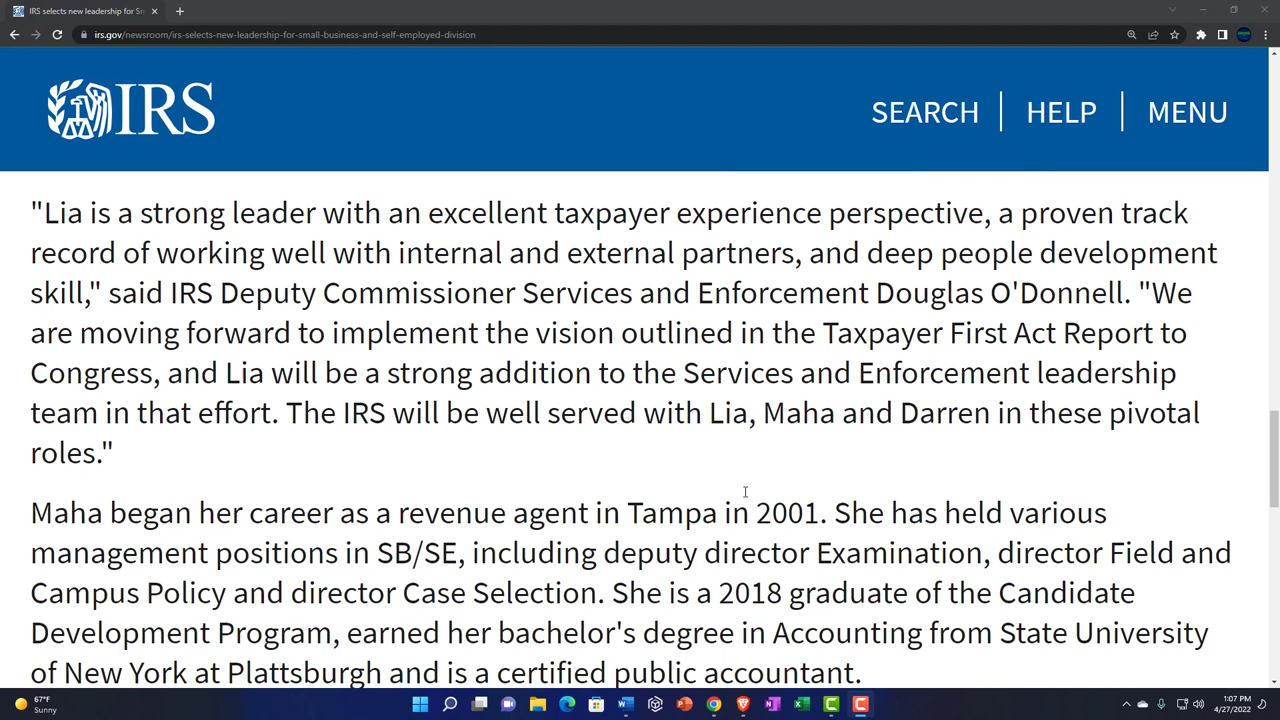 IRS selects new leadership for Sm
irs.gov/newsroom/irs-selects-new-leadership-for-small-business-and-self-employed-division
IRS
SEARCH HELP MENU
"Lia is a strong leader with an excellent taxpayer experience perspective, a proven track
record of working well with internal and external partners, and deep people development
skill," said IRS Deputy Commissioner Services and Enforcement Douglas O'Donnell. "We
are moving forward to implement the vision outlined in the Taxpayer First Act Report to
Congress, and Lia will be a strong addition to the Services and Enforcement leadership
team in that effort. The IRS will be well served with Lia, Maha and Darren in these pivotal
roles."
Maha began her career as a revenue agent in Tampa in 2001. She has held various
management positions in SB/SE, including deputy director Examination, director Field and
Campus Policy and director Case Selection. She is a 2018 graduate of the Candidate
Development Program, earned her bachelor's degree in Accounting from State University
of New York at Plattsburgh and is a certified public accountant.
67°F
Sunny
1:07 PM
4/27/2022